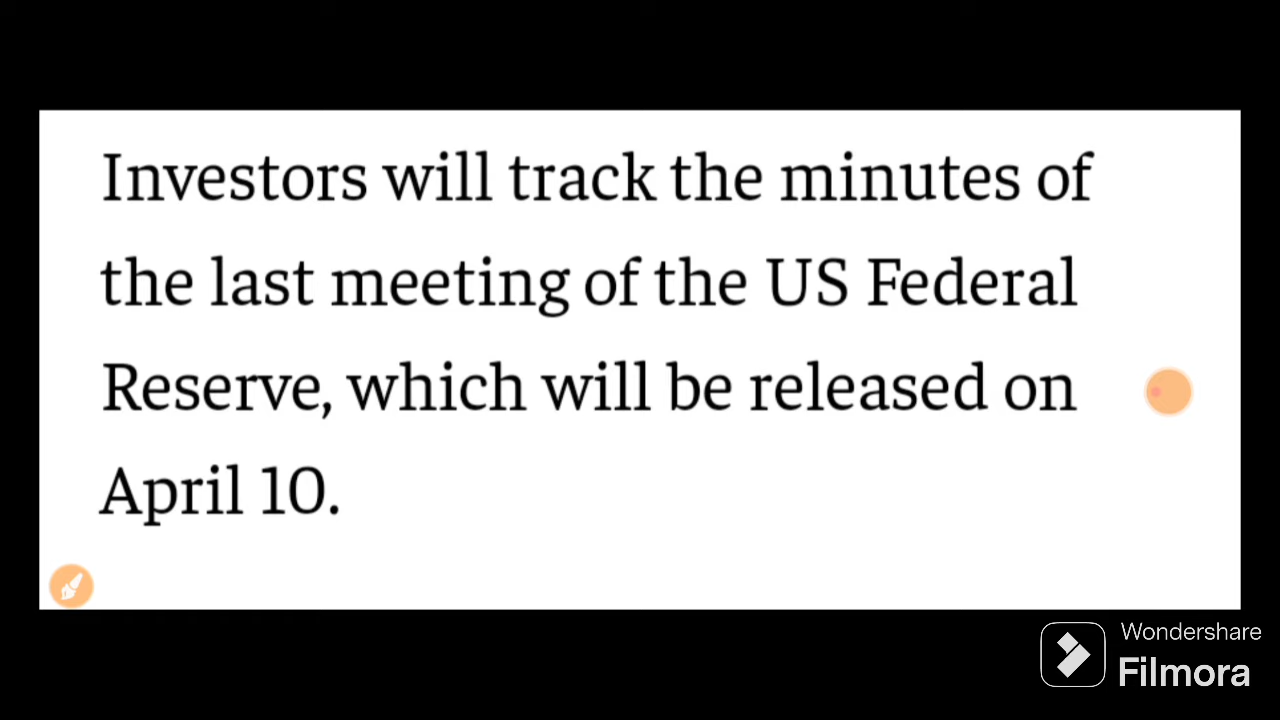 Investors will track the minutes of
the last meeting of the US Federal
Reserve, which will be released on
April 10.
Wondershare
Filmora